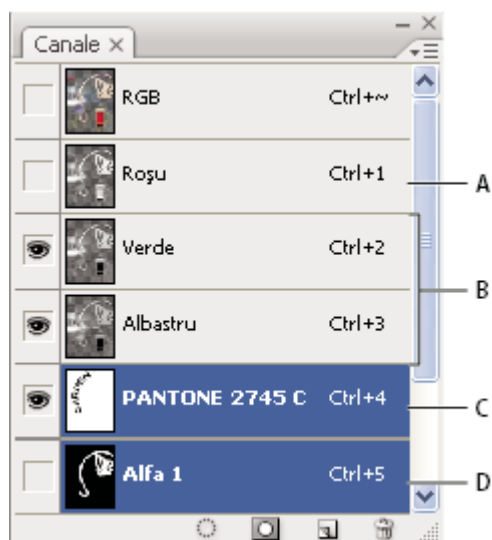 Canale
RGB Ctrl+~
Roşu Ctrl+1
A
Verde Ctrl+2
B
Albastru Ctrl+3
PANTONE 2745 C Ctrl+4
C
Alfa 1 Ctrl+5
D